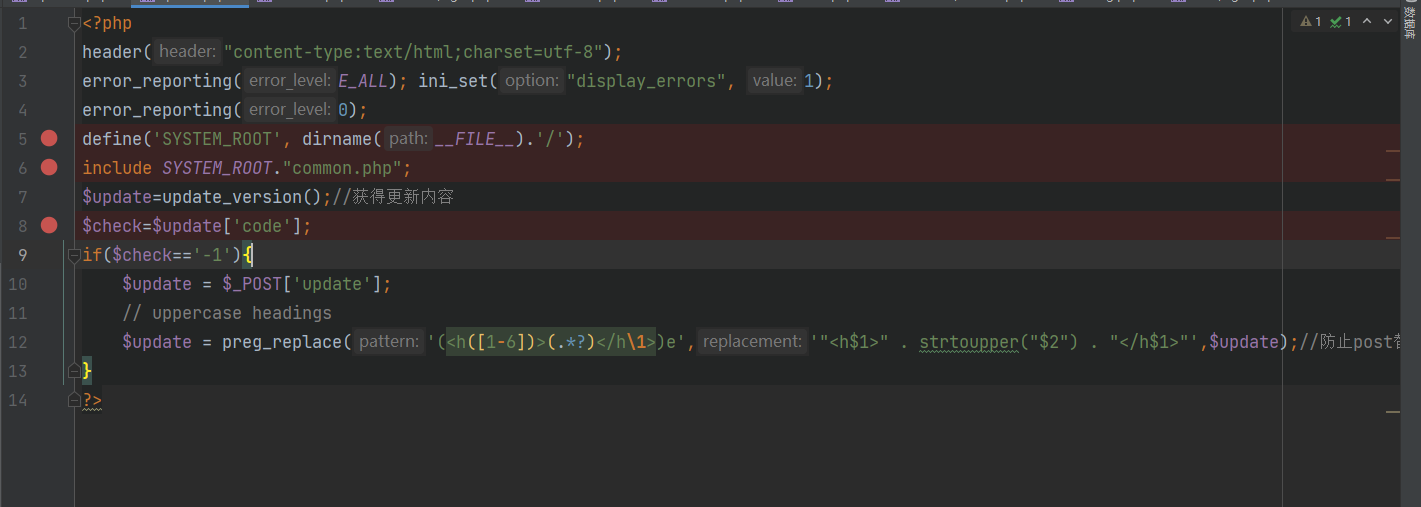 1 <?php
2 header( header: "content-type:text/html;charset=utf-8");
3 error_reporting( error_level: E_ALL); ini_set( option: "display_errors", value: 1);
4 error_reporting( error_level: 0);
5 define('SYSTEM_ROOT', dirname( path: __FILE__).'/');
6 include SYSTEM_ROOT."common.php";
7 $update=update_version();//获得更新内容
8 $check=$update['code'];
9 if($check=='-1'){
10 $update = $_POST['update'];
11 // uppercase headings
12 $update = preg_replace( pattern: '(<h([1-6])>(.*?)</h\1>)e', replacement: '"<h$1>" . strtoupper("$2") . "</h$1>"',$update);//防止post
13 }
14 ?>
1 1
数据库